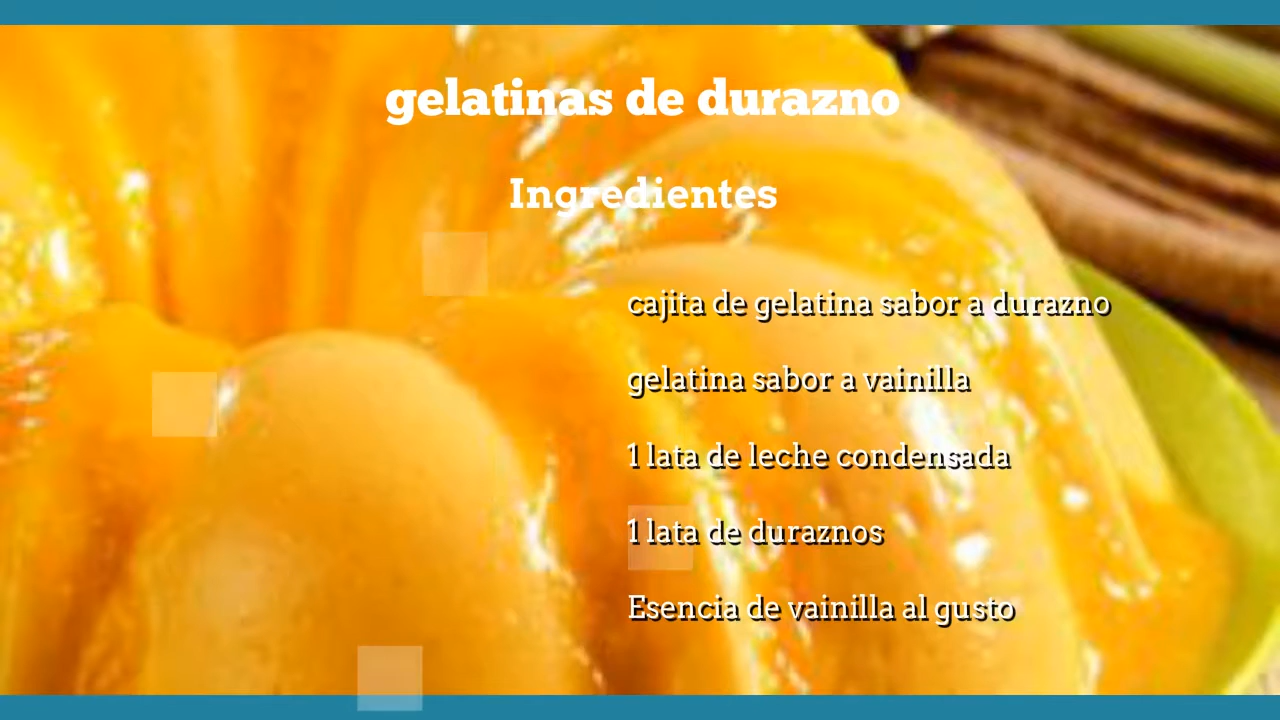 gelatinas de durazno
Ingredientes
cajita de gelatina sabor a durazno
gelatina sabor a vainilla
1 lata de leche condensada
1 lata de duraznos
Esencia de vainilla al gusto